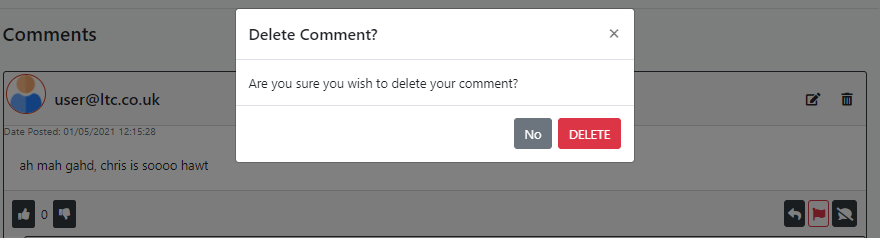 Delete Comment? ×
Comments
Are you sure you wish to delete your comment?
user@ltc.co.uk
No DELETE
Date Posted: 01/05/2021 12:15:28
ah mah gahd, chris is soooo hawt
0